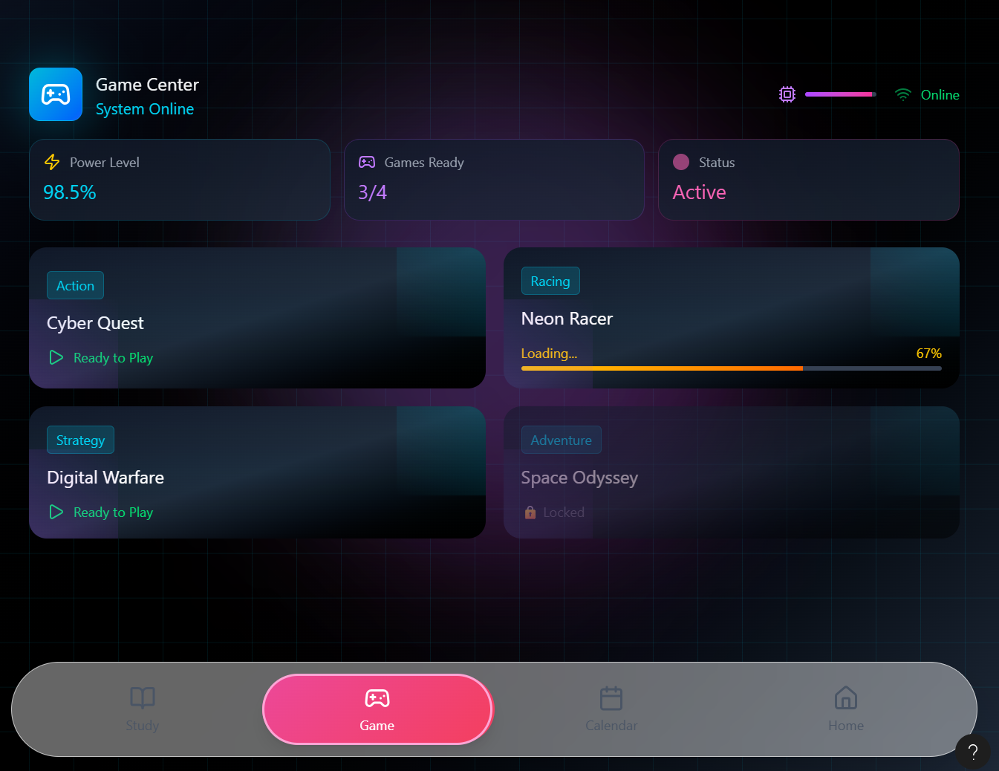 Game Center
System Online
Online
Power Level
98.5%
Games Ready
3/4
Status
Active
Action
Cyber Quest
Ready to Play
Racing
Neon Racer
Loading...
67%
Strategy
Digital Warfare
Ready to Play
Adventure
Space Odyssey
Locked
Study
Game
Calendar
Home
?